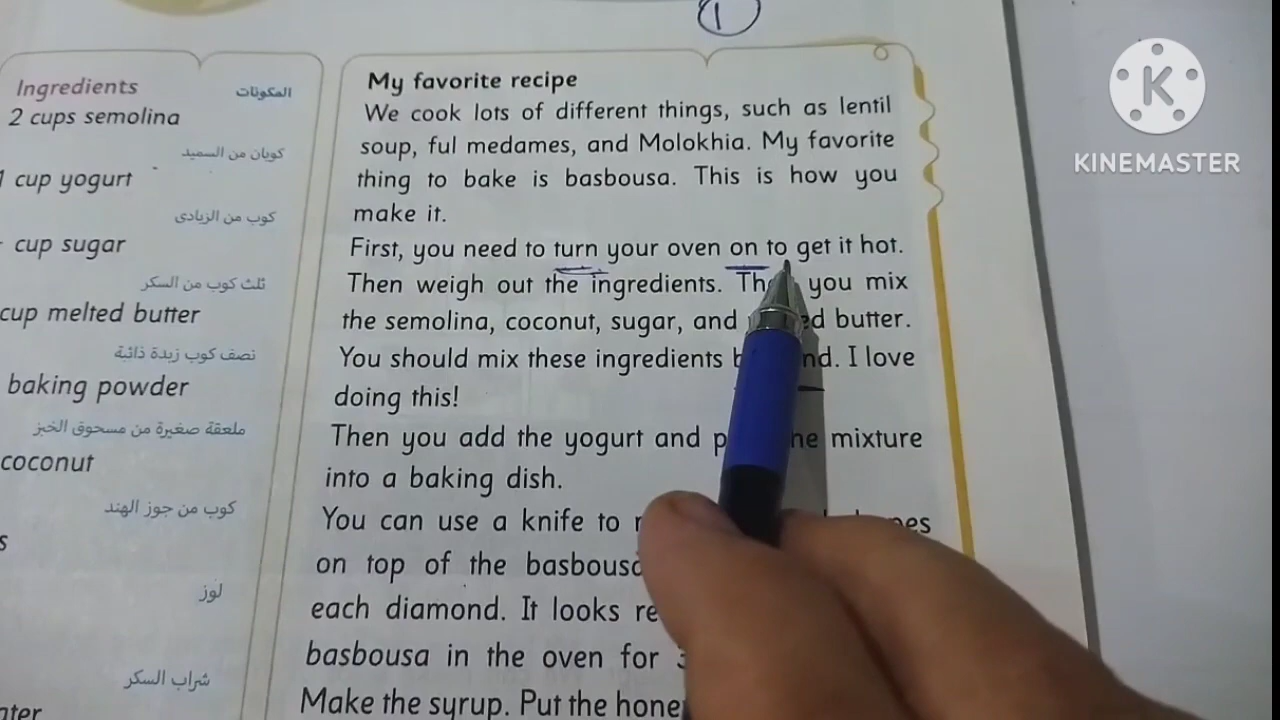 1
Ingredients
المكونات
2 cups semolina
كوبان من السميد
1 cup yogurt
كوب من الزبادى
cup sugar
ثلث كوب من السكر
cup melted butter
نصف كوب زبدة ذائبة
baking powder
ملعقة صغيرة من مسحوق الخبز
coconut
كوب من جوز الهند
s
لوز
شراب السكر
My favorite recipe
We cook lots of different things, such as lentil
soup, ful medames, and Molokhia. My favorite
thing to bake is basbousa. This is how you
make it.
First, you need to turn your oven on to get it hot.
Then weigh out the ingredients. you mix
the semolina, coconut, sugar, and butter.
You should mix these ingredients I love
doing this!
Then you add the yogurt and mixture
into a baking dish.
You can use a knife to
on top of the
each diamond. It looks
basbousa in the oven for
Make the syrup. Put the
KINEMASTER